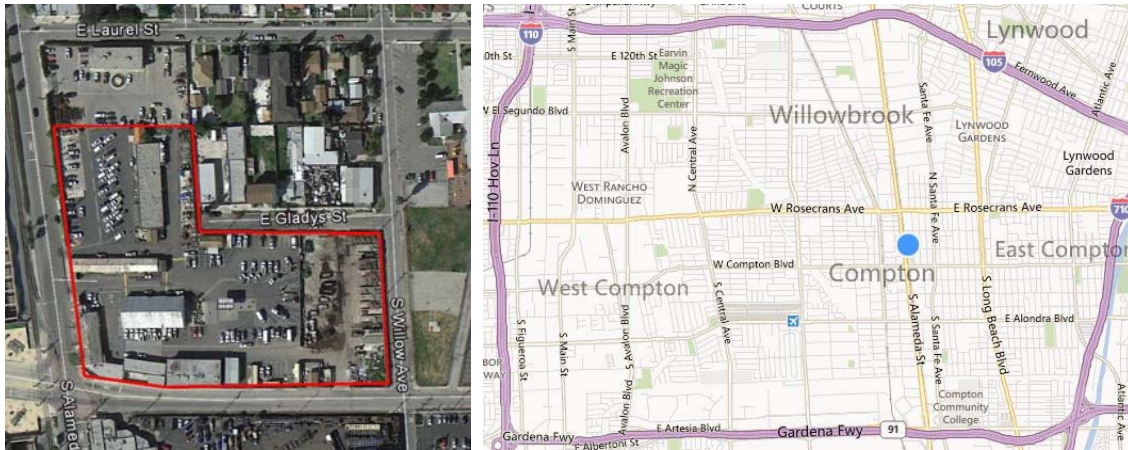 E Laurel St
E Gladys St
S Willow Ave
S Alamed
110
S Main St
COURTS
Lynwood
E 120th St
Earvin
Magic
Johnson
Recreation
Center
105
Fernwood Ave
Atlantic Ave
W El Segundo Blvd
Avalon Blvd
Willowbrook
Santa Fe Ave
LYNWOOD
GARDENS
Lynwood
Gardens
I-110 Hov Ln
N Central Ave
WEST RANCHO
DOMINGUEZ
N Santa Fe Ave
W Rosecrans Ave
E Rosecrans Ave
710
East Compton
W Compton Blvd
Compton
West Compton
S Central Ave
S Alameda St
S Long Beach Blvd
S Figueroa St
S Main St
S Avalon Blvd
E Alondra Blvd
S Santa Fe Ave
Avalon Blvd
Compton
Community
College
Atlantic Ave
Gardena Fwy
E Albertoni St
E Artesia Blvd
Gardena Fwy
91